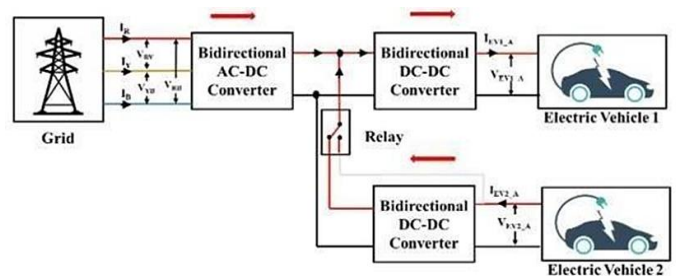 I_R
I_Y
I_B
V_RY
V_YB
V_RB
Grid
Bidirectional
AC-DC
Converter
Bidirectional
DC-DC
Converter
I_EV1_A
V_EV1_A
Electric Vehicle 1
Relay
Bidirectional
DC-DC
Converter
I_EV2_A
V_EV2_A
Electric Vehicle 2